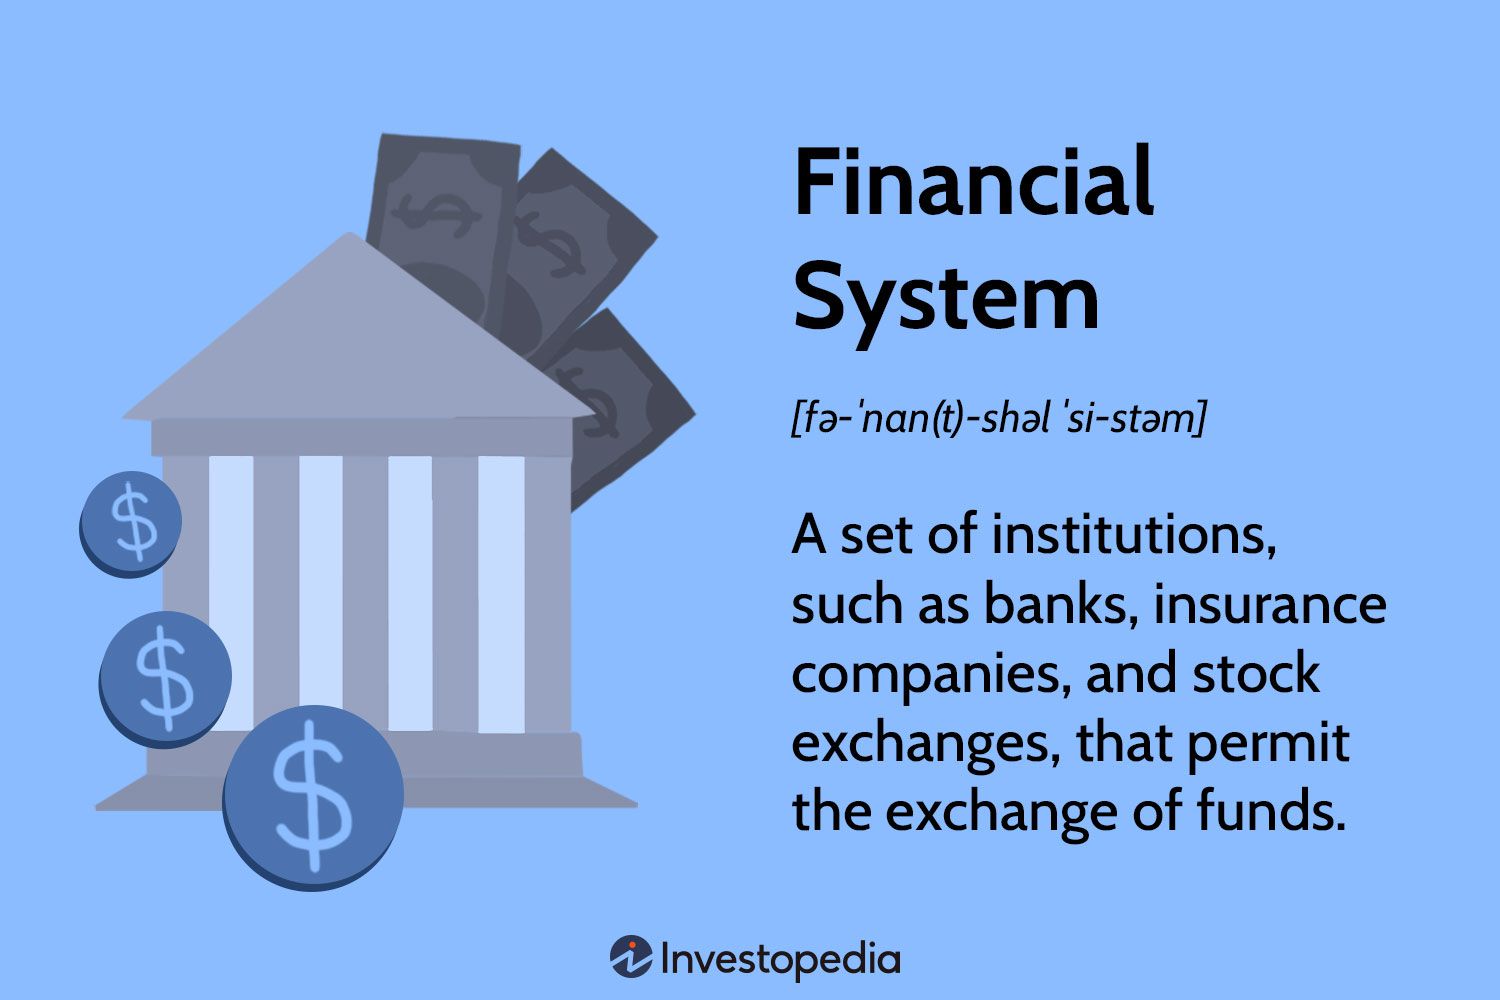 Financial
System
[fə-ˈnan(t)-shəl ˈsi-stəm]
A set of institutions,
such as banks, insurance
companies, and stock
exchanges, that permit
the exchange of funds.
$
$
$
$
$
$
Investopedia